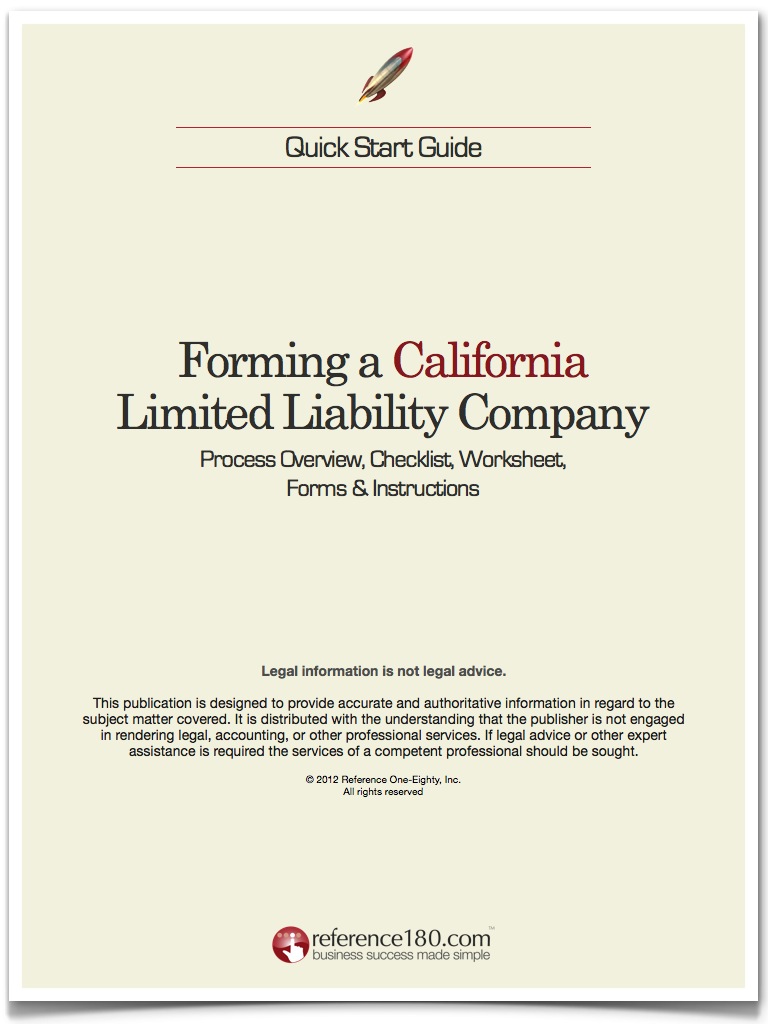 Quick Start Guide
Forming a California
Limited Liability Company
Process Overview, Checklist, Worksheet,
Forms & Instructions
Legal information is not legal advice.
This publication is designed to provide accurate and authoritative information in regard to the
subject matter covered. It is distributed with the understanding that the publisher is not engaged
in rendering legal, accounting, or other professional services. If legal advice or other expert
assistance is required the services of a competent professional should be sought.
© 2012 Reference One-Eighty, Inc.
All rights reserved
reference180.com™
business success made simple